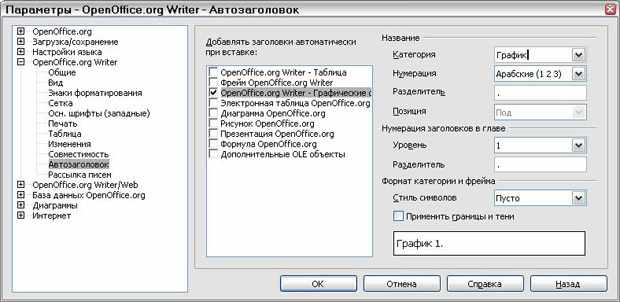 Параметры - OpenOffice.org Writer - Автозаголовок
OpenOffice.org
Загрузка/сохранение
Настройки языка
OpenOffice.org Writer
Общие
Вид
Знаки форматирования
Сетка
Осн. шрифты (западные)
Печать
Таблица
Изменения
Совместимость
Автозаголовок
Рассылка писем
OpenOffice.org Writer/Web
База данных OpenOffice.org
Диаграммы
Интернет
Добавлять заголовки автоматически
при вставке:
OpenOffice.org Writer - Таблица
Фрейм OpenOffice.org Writer
OpenOffice.org Writer - Графические о
Электронная таблица OpenOffice.org
Диаграмма OpenOffice.org
Рисунок OpenOffice.org
Презентация OpenOffice.org
Формула OpenOffice.org
Дополнительные OLE объекты
Название
Категория График
Нумерация Арабские (1 2 3)
Разделитель .
Позиция Под
Нумерация заголовков в главе
Уровень 1
Разделитель .
Формат категории и фрейма
Стиль символов Пусто
Применить границы и тени
График 1.
OK Отмена Справка Назад